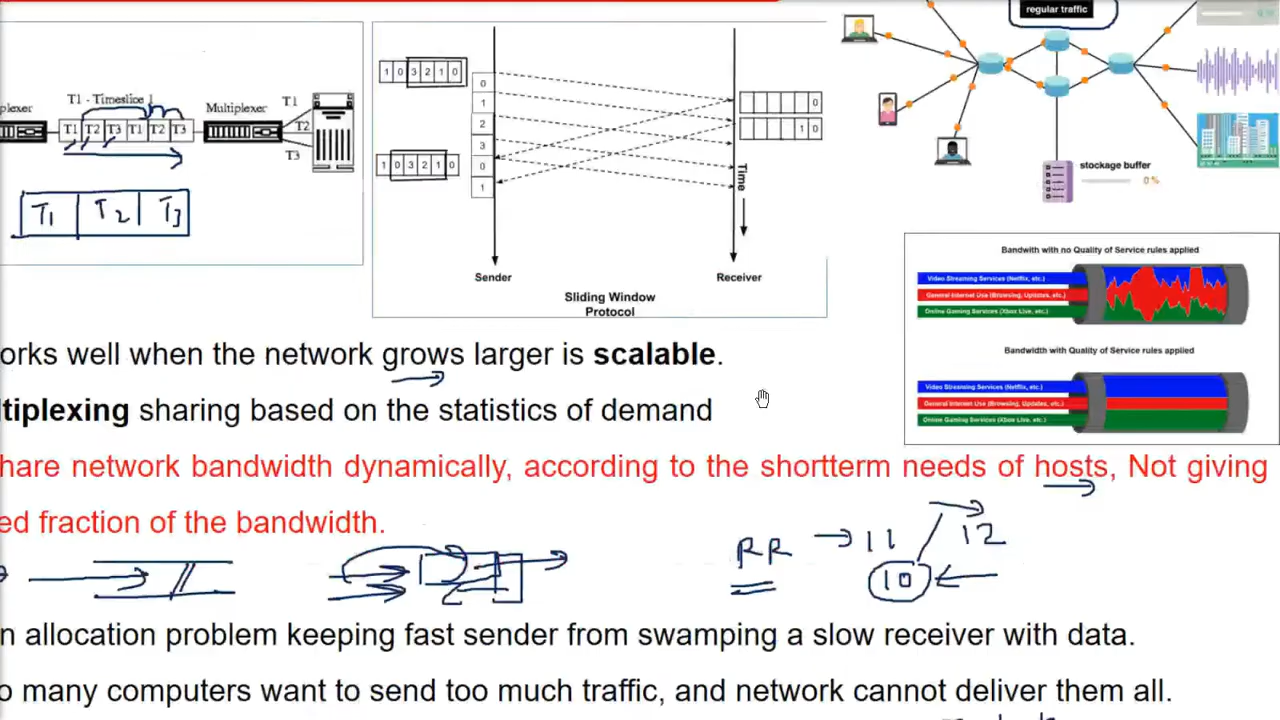 T1 - Timeslice 1
plexer
T1 T2 T3 T1 T2 T3
Multiplexer
T1
T2
T3
T1 T2 T3
1 0 3 2 1 0
0
1
2
3
0
1
1 0 3 2 1 0
0
1 0
Time
Sender
Receiver
Sliding Window
Protocol
regular traffic
stockage buffer
0%
Bandwith with no Quality of Service rules applied
Video Streaming Services (Netflix, etc.)
General Internet Use (Browsing, Updates, etc.)
Online Gaming Services (Xbox Live, etc.)
Bandwidth with Quality of Service rules applied
Video Streaming Services (Netflix, etc.)
General Internet Use (Browsing, Updates, etc.)
Online Gaming Services (Xbox Live, etc.)
orks well when the network grows larger is scalable.
ltiplexing sharing based on the statistics of demand
hare network bandwidth dynamically, according to the shortterm needs of hosts, Not giving
ed fraction of the bandwidth.
RR 11 12
10
n allocation problem keeping fast sender from swamping a slow receiver with data.
o many computers want to send too much traffic, and network cannot deliver them all.